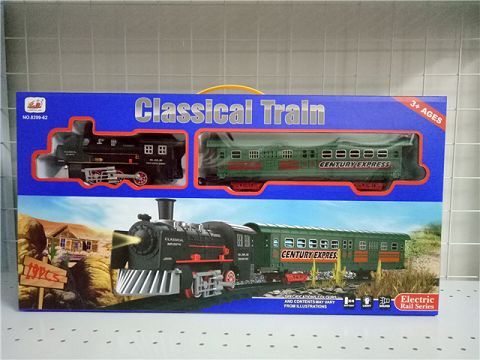 Classical Train
3+ AGES
NO.8399-62
CENTURY EXPRESS
CLASSICAL
CENTURY EXPRESS
19PCS
SPECIFICATIONS,COLOURS
AND CONTENTS MAY VARY
FROM ILLUSTRATIONS
Electric
Rail Series